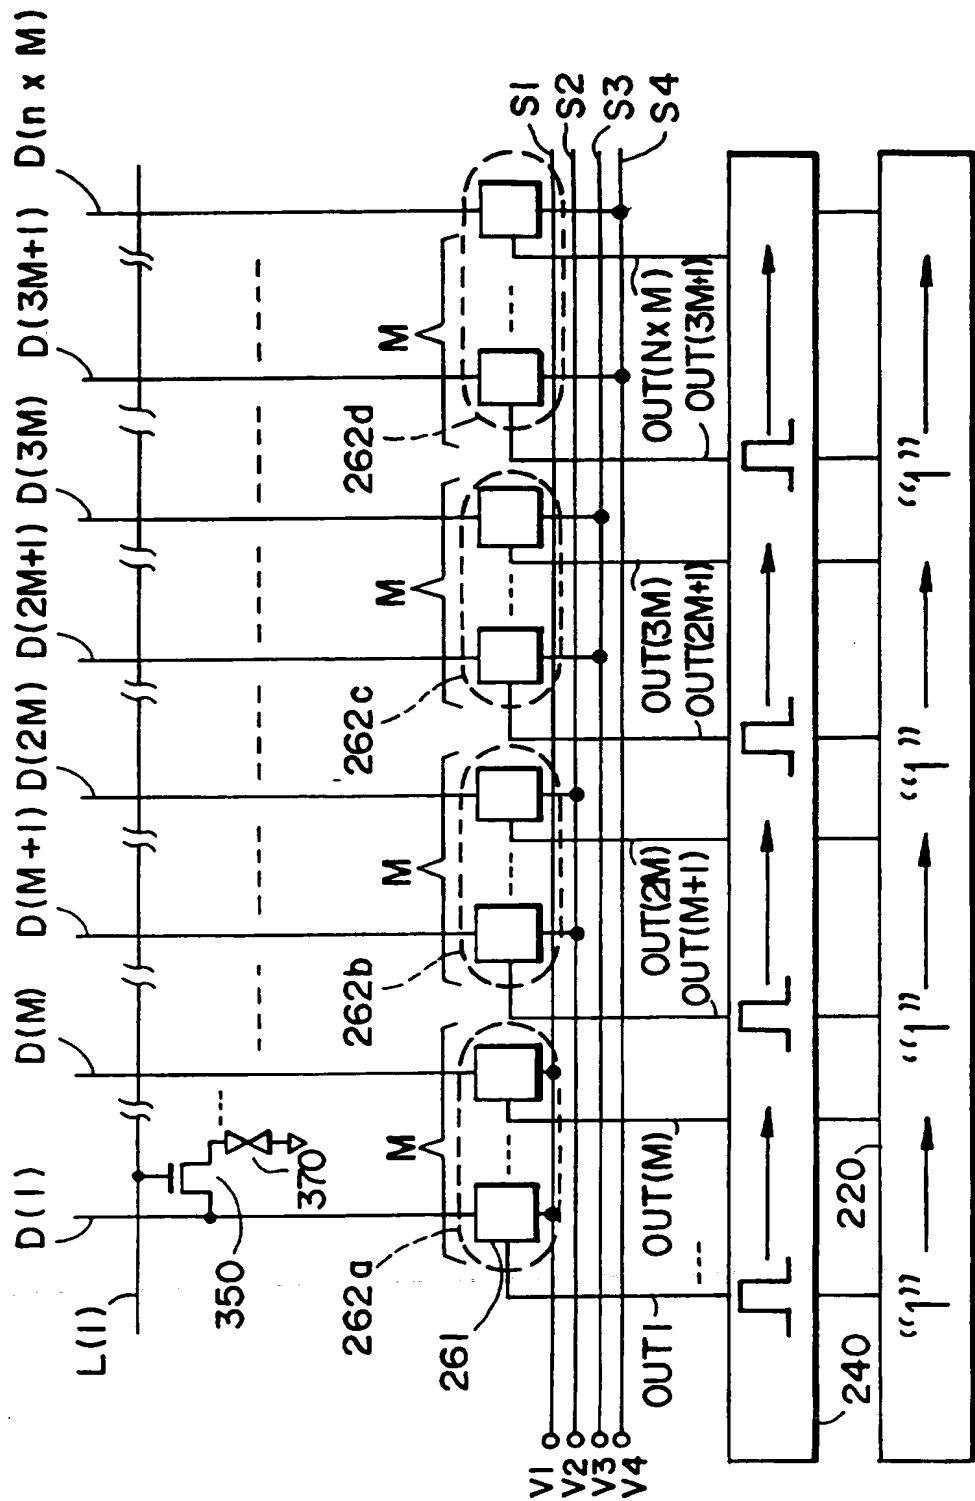 D(1) D(M) D(M+1) D(2M) D(2M+1) D(3M) D(3M+1) D(n x M)
L(1)
350
370
M M M M
262a 262b 262c 262d
261
S1
S2
S3
S4
V1
V2
V3
V4
OUT1
OUT(M)
OUT(2M)
OUT(M+1)
OUT(3M)
OUT(2M+1)
OUT(N x M)
OUT(3M+1)
240
220
"1" "1" "1" "1"